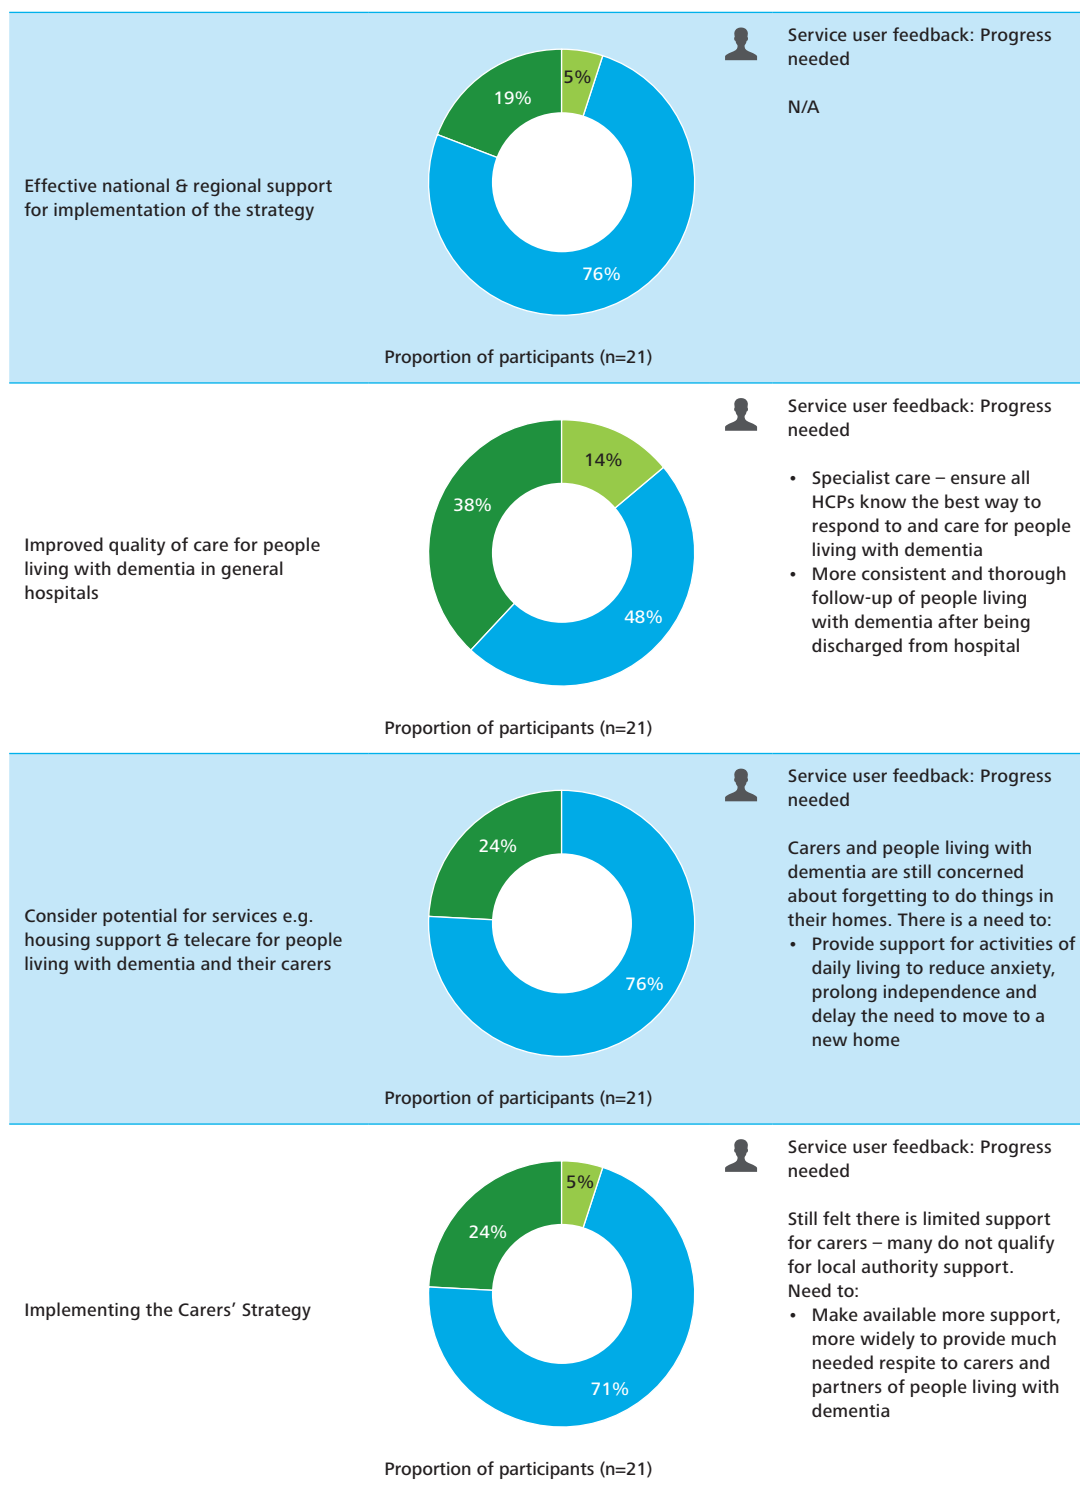 Effective national & regional support
for implementation of the strategy
5%
19%
76%
Proportion of participants (n=21)
Service user feedback: Progress
needed
N/A
Improved quality of care for people
living with dementia in general
hospitals
14%
38%
48%
Proportion of participants (n=21)
Service user feedback: Progress
needed
• Specialist care – ensure all
HCPs know the best way to
respond to and care for people
living with dementia
• More consistent and thorough
follow-up of people living
with dementia after being
discharged from hospital
Consider potential for services e.g.
housing support & telecare for people
living with dementia and their carers
24%
76%
Proportion of participants (n=21)
Service user feedback: Progress
needed
Carers and people living with
dementia are still concerned
about forgetting to do things in
their homes. There is a need to:
• Provide support for activities of
daily living to reduce anxiety,
prolong independence and
delay the need to move to a
new home
Implementing the Carers’ Strategy
5%
24%
71%
Proportion of participants (n=21)
Service user feedback: Progress
needed
Still felt there is limited support
for carers – many do not qualify
for local authority support.
Need to:
• Make available more support,
more widely to provide much
needed respite to carers and
partners of people living with
dementia